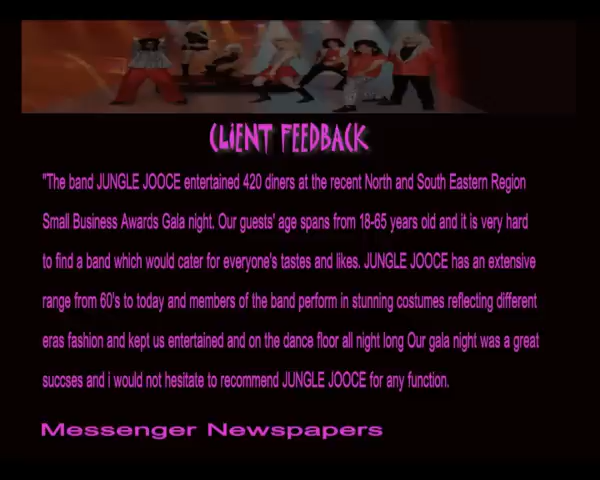 CLiENT FEEDBACK
"The band JUNGLE JOOCE entertained 420 diners at the recent North and South Eastern Region
Small Business Awards Gala night. Our guests' age spans from 18-65 years old and it is very hard
to find a band which would cater for everyone's tastes and likes. JUNGLE JOOCE has an extensive
range from 60's to today and members of the band perform in stunning costumes reflecting different
eras fashion and kept us entertained and on the dance floor all night long Our gala night was a great
succses and i would not hesitate to recommend JUNGLE JOOCE for any function.
Messenger Newspapers